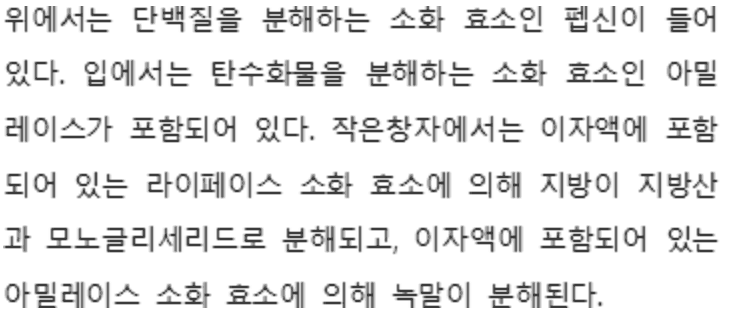 위에서는 단백질을 분해하는 소화 효소인 펩신이 들어
있다. 입에서는 탄수화물을 분해하는 소화 효소인 아밀
레이스가 포함되어 있다. 작은창자에서는 이자액에 포함
되어 있는 라이페이스 소화 효소에 의해 지방이 지방산
과 모노글리세리드로 분해되고, 이자액에 포함되어 있는
아밀레이스 소화 효소에 의해 녹말이 분해된다.